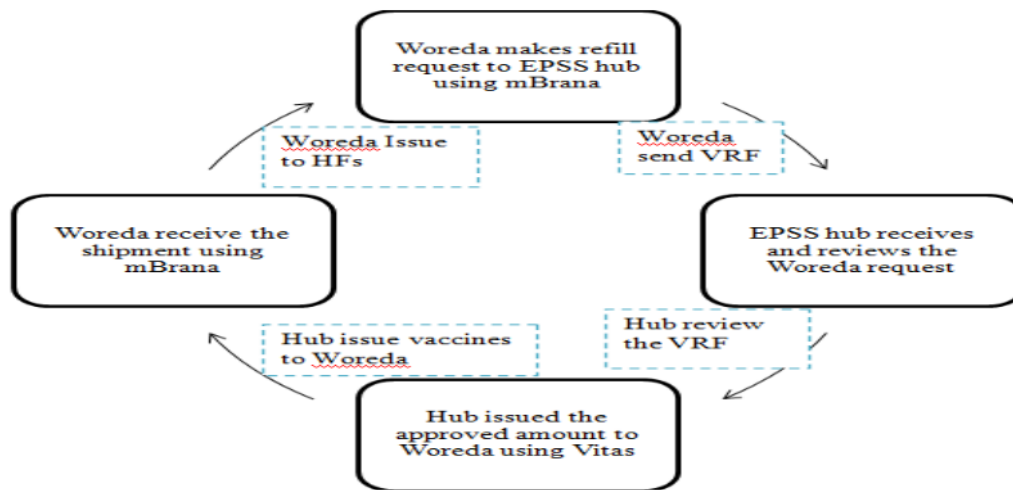 Woreda makes refill
request to EPSS hub
using mBrana
Woreda Issue
to HFs
Woreda
send VRF
Woreda receive the
shipment using
mBrana
EPSS hub receives
and reviews the
Woreda request
Hub issue vaccines
to Woreda
Hub review
the VRF
Hub issued the
approved amount to
Woreda using Vitas